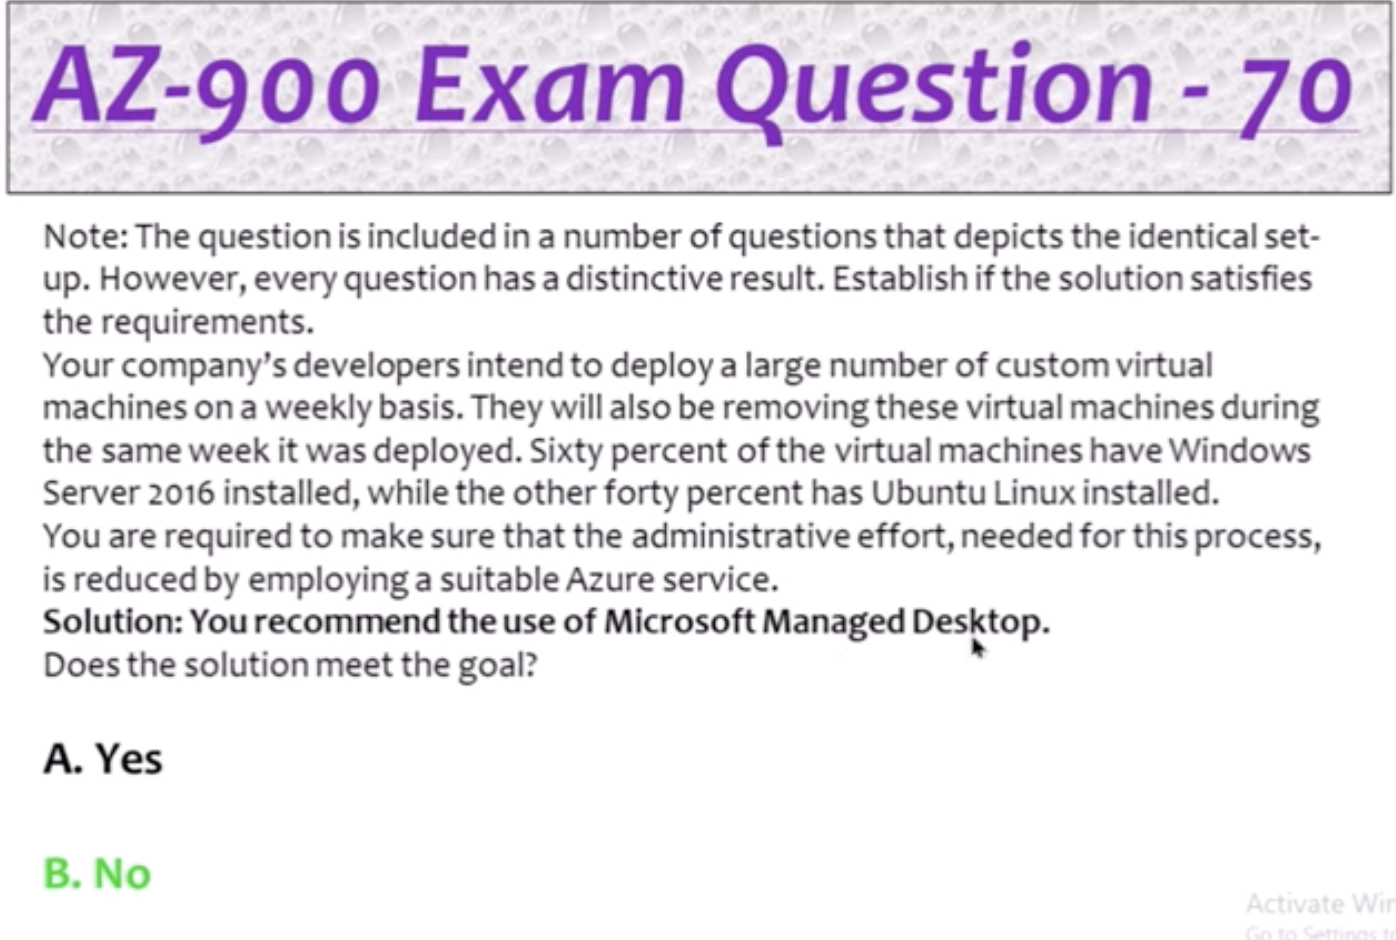 AZ-900 Exam Question - 70
Note: The question is included in a number of questions that depicts the identical set-
up. However, every question has a distinctive result. Establish if the solution satisfies
the requirements.
Your company's developers intend to deploy a large number of custom virtual
machines on a weekly basis. They will also be removing these virtual machines during
the same week it was deployed. Sixty percent of the virtual machines have Windows
Server 2016 installed, while the other forty percent has Ubuntu Linux installed.
You are required to make sure that the administrative effort, needed for this process,
is reduced by employing a suitable Azure service.
Solution: You recommend the use of Microsoft Managed Desktop.
Does the solution meet the goal?
A. Yes
B. No
Activate Win
Go to Settings to